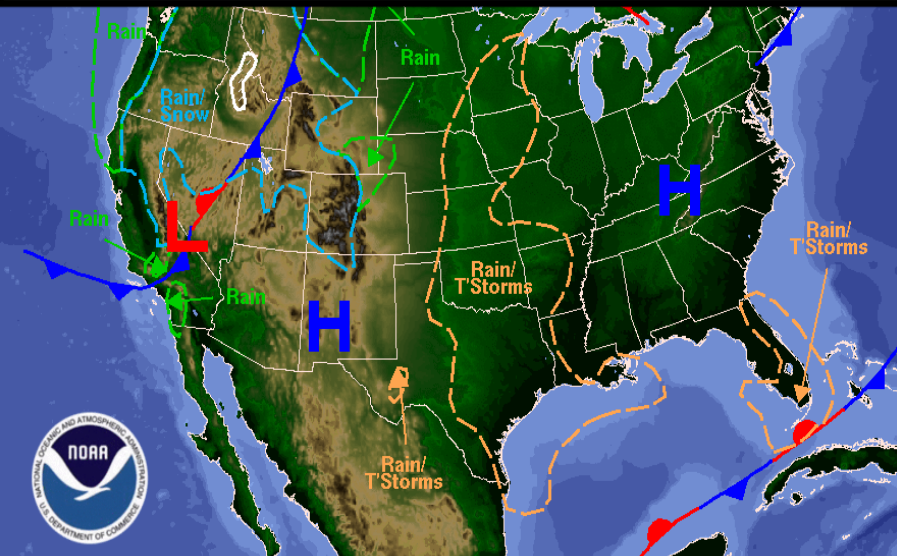 Rain
Rain
Rain/
Snow
L
Rain
Rain
H
H
Rain/
T'Storms
Rain/
T'Storms
Rain/
T'Storms
NATIONAL OCEANIC AND ATMOSPHERIC ADMINISTRATION
NOAA
U.S. DEPARTMENT OF COMMERCE